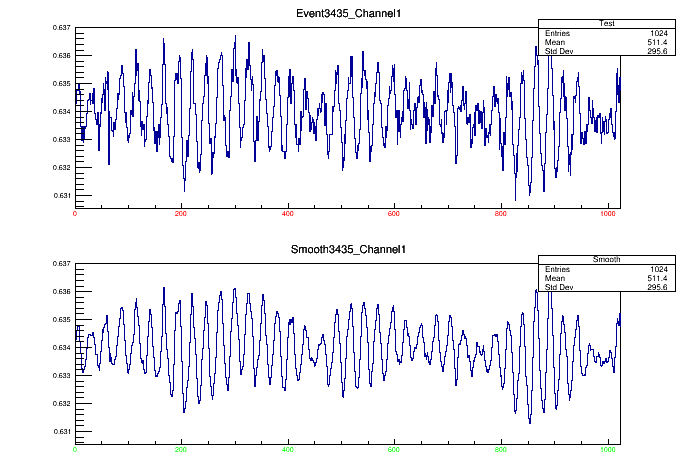 Event3435_Channel1
Test
Entries 1024
Mean 511.4
Std Dev 295.6
0.637
0.636
0.635
0.634
0.633
0.632
0.631
0 200 400 600 800 1000
Smooth3435_Channel1
Smooth
Entries 1024
Mean 511.4
Std Dev 295.6
0.637
0.636
0.635
0.634
0.633
0.632
0.631
0 200 400 600 800 1000